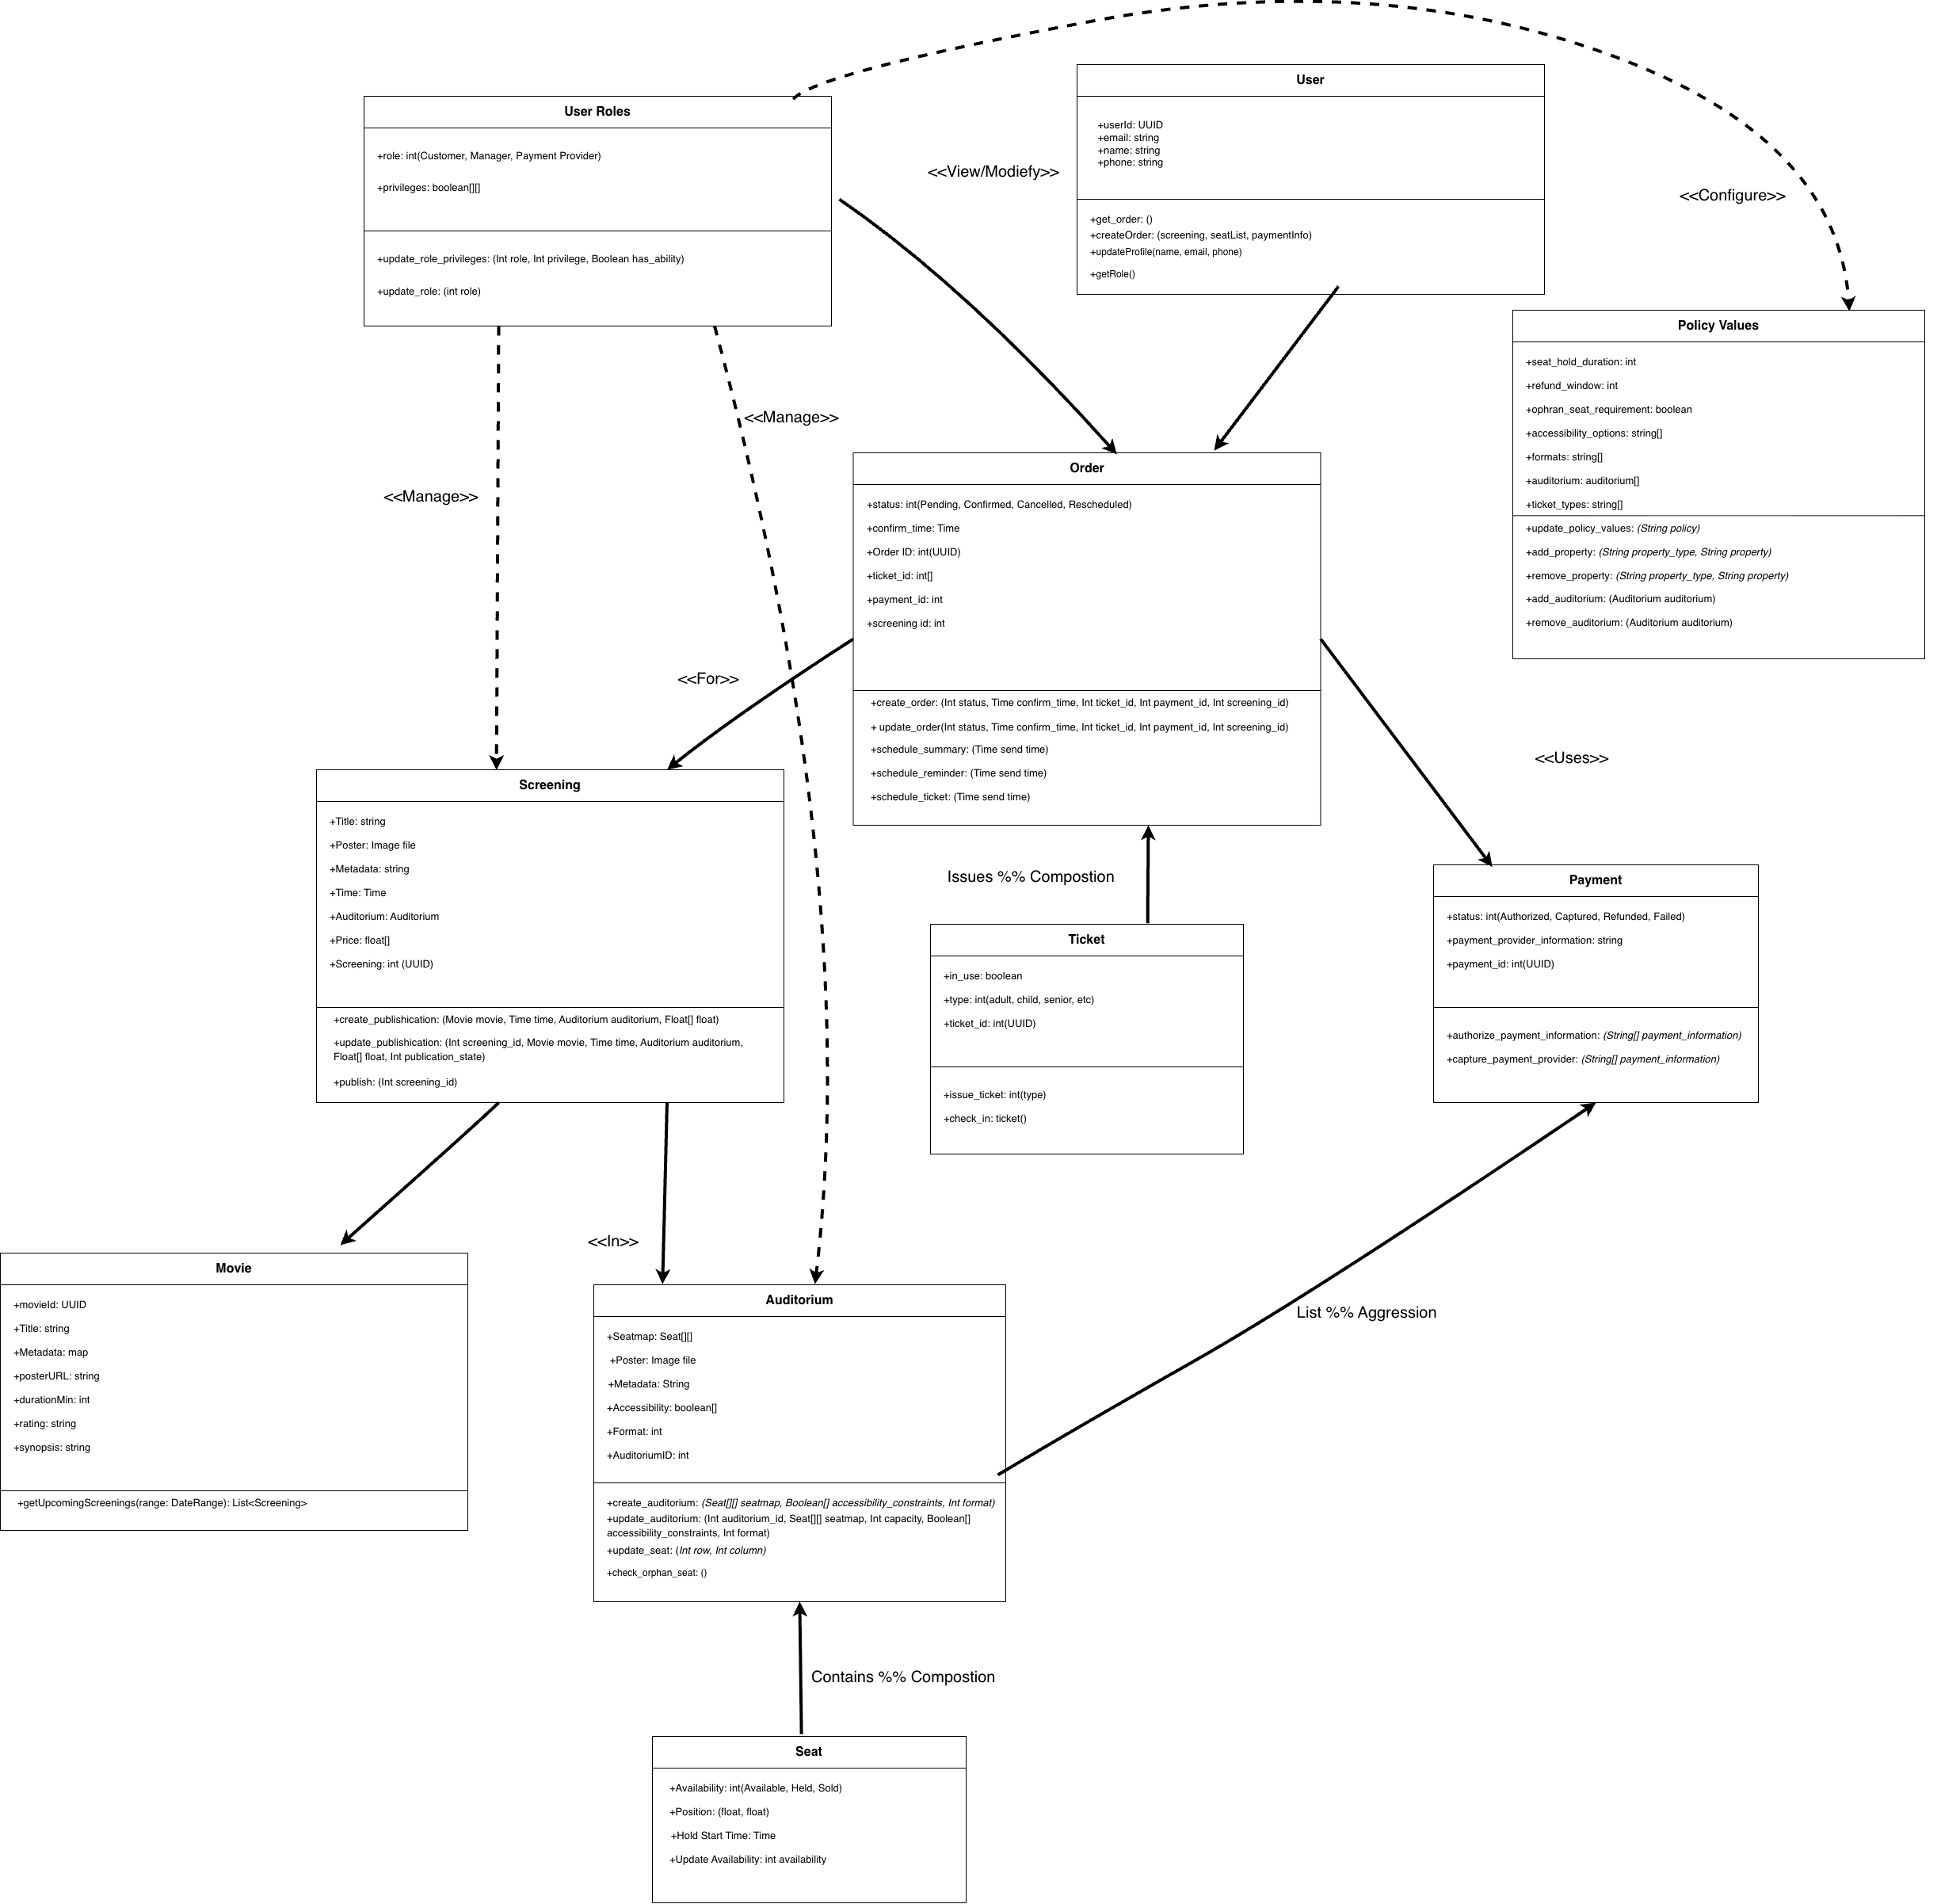 User Roles
+role: int(Customer, Manager, Payment Provider)
+privileges: boolean[][]
+update_role_privileges: (Int role, Int privilege, Boolean has_ability)
+update_role: (int role)
<<View/Modiefy>>
User
+userId: UUID
+email: string
+name: string
+phone: string
+get_order: ()
+createOrder: (screening, seatList, paymentInfo)
+updateProfile(name, email, phone)
+getRole()
<<Configure>>
Policy Values
+seat_hold_duration: int
+refund_window: int
+ophran_seat_requirement: boolean
+accessibility_options: string[]
+formats: string[]
+auditorium: auditorium[]
+ticket_types: string[]
+update_policy_values: (String policy)
+add_property: (String property_type, String property)
+remove_property: (String property_type, String property)
+add_auditorium: (Auditorium auditorium)
+remove_auditorium: (Auditorium auditorium)
<<Manage>>
<<Manage>>
Order
+status: int(Pending, Confirmed, Cancelled, Rescheduled)
+confirm_time: Time
+Order ID: int(UUID)
+ticket_id: int[]
+payment_id: int
+screening id: int
+create_order: (Int status, Time confirm_time, Int ticket_id, Int payment_id, Int screening_id)
+ update_order(Int status, Time confirm_time, Int ticket_id, Int payment_id, Int screening_id)
+schedule_summary: (Time send time)
+schedule_reminder: (Time send time)
+schedule_ticket: (Time send time)
<<For>>
<<Uses>>
Screening
+Title: string
+Poster: Image file
+Metadata: string
+Time: Time
+Auditorium: Auditorium
+Price: float[]
+Screening: int (UUID)
+create_publishication: (Movie movie, Time time, Auditorium auditorium, Float[] float)
+update_publishication: (Int screening_id, Movie movie, Time time, Auditorium auditorium,
Float[] float, Int publication_state)
+publish: (Int screening_id)
Issues %% Compostion
Ticket
+in_use: boolean
+type: int(adult, child, senior, etc)
+ticket_id: int(UUID)
+issue_ticket: int(type)
+check_in: ticket()
Payment
+status: int(Authorized, Captured, Refunded, Failed)
+payment_provider_information: string
+payment_id: int(UUID)
+authorize_payment_information: (String[] payment_information)
+capture_payment_provider: (String[] payment_information)
<<In>>
Movie
+movieId: UUID
+Title: string
+Metadata: map
+posterURL: string
+durationMin: int
+rating: string
+synopsis: string
+getUpcomingScreenings(range: DateRange): List<Screening>
Auditorium
+Seatmap: Seat[][]
+Poster: Image file
+Metadata: String
+Accessibility: boolean[]
+Format: int
+AuditoriumID: int
+create_auditorium: (Seat[][] seatmap, Boolean[] accessibility_constraints, Int format)
+update_auditorium: (Int auditorium_id, Seat[][] seatmap, Int capacity, Boolean[]
accessibility_constraints, Int format)
+update_seat: (Int row, Int column)
+check_orphan_seat: ()
List %% Aggression
Contains %% Compostion
Seat
+Availability: int(Available, Held, Sold)
+Position: (float, float)
+Hold Start Time: Time
+Update Availability: int availability